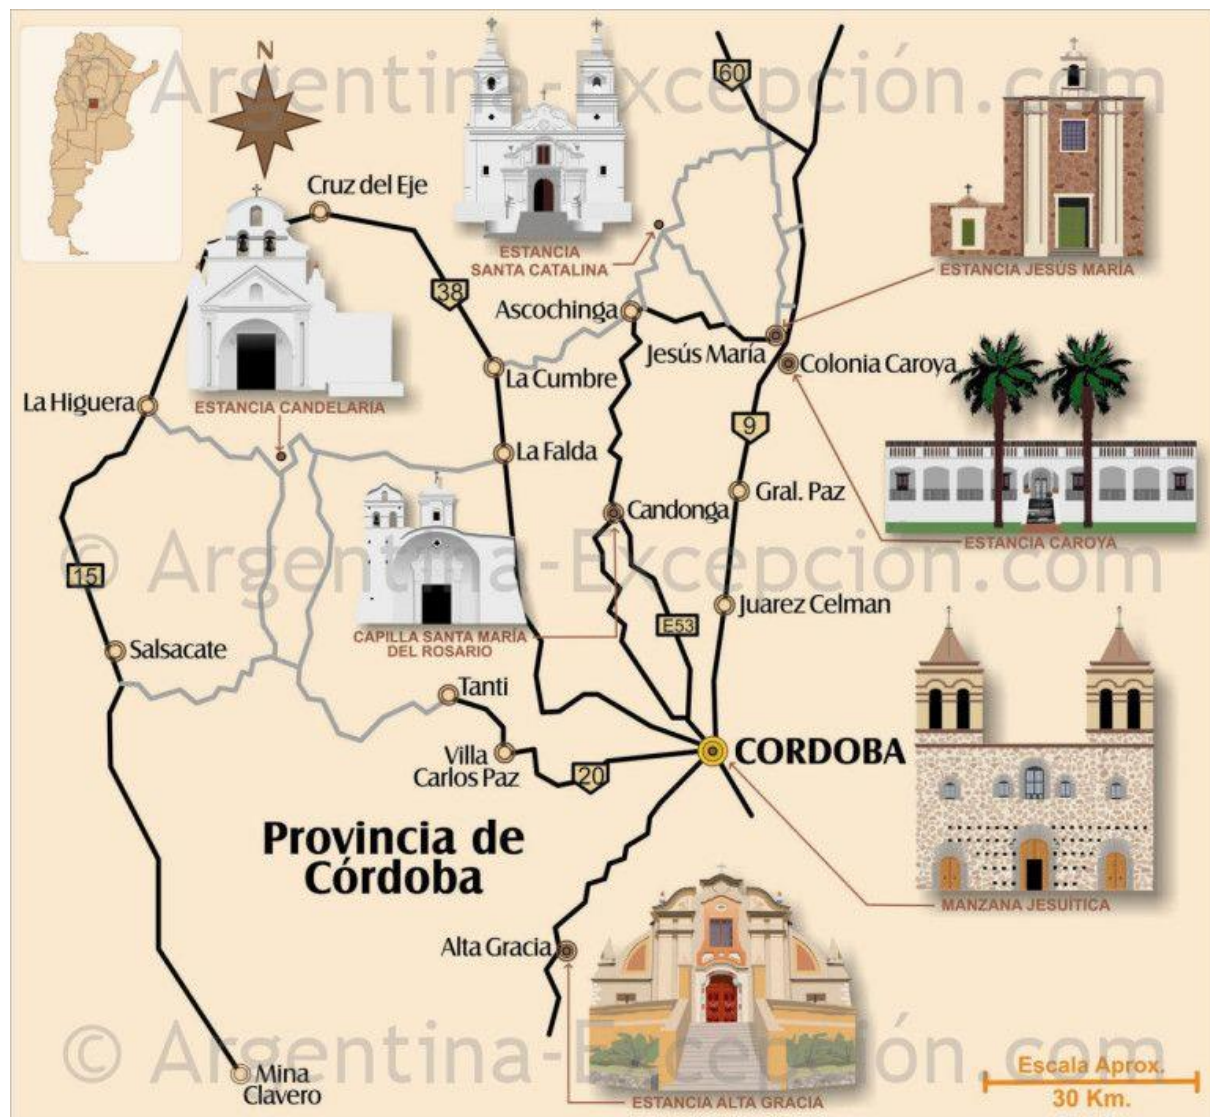 © Argentina-Excepción.com
N
60
Cruz del Eje
ESTANCIA
SANTA CATALINA
ESTANCIA JESÚS MARÍA
38
Ascochinga
Jesús María
La Cumbre
Colonia Caroya
La Higuera
ESTANCIA CANDELARIA
9
La Falda
Gral. Paz
Candonga
ESTANCIA CAROYA
© Argentina-Excepción.com
15
Juarez Celman
E53
CAPILLA SANTA MARÍA
DEL ROSARIO
Salsacate
Tanti
Villa
Carlos Paz
20
CORDOBA
Provincia de
Córdoba
MANZANA JESUÍTICA
Alta Gracia
© Argentina-Excepción.com
Mina
Clavero
ESTANCIA ALTA GRACIA
Escala Aprox.
30 Km.